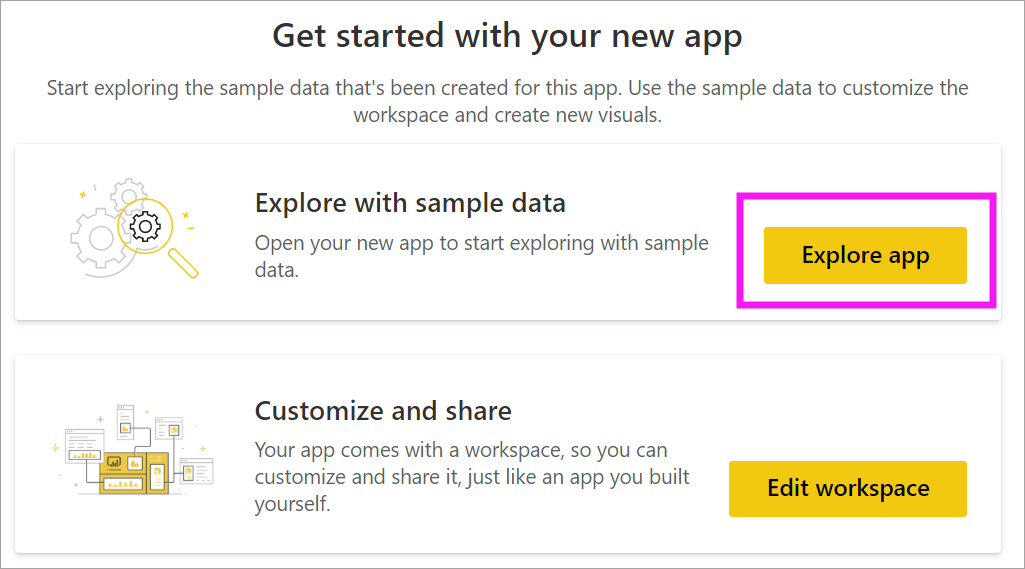 Get started with your new app
Start exploring the sample data that's been created for this app. Use the sample data to customize the
workspace and create new visuals.
Explore with sample data
Open your new app to start exploring with sample
data.
Explore app
Customize and share
Your app comes with a workspace, so you can
customize and share it, just like an app you built
yourself.
Edit workspace